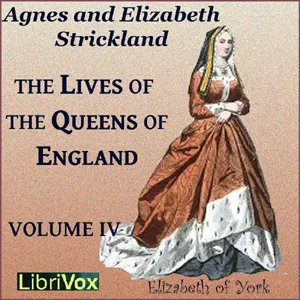 Agnes and Elizabeth
Strickland
THE LIVES OF
THE QUEENS OF
ENGLAND
VOLUME IV
LibriVox
Elizabeth of York